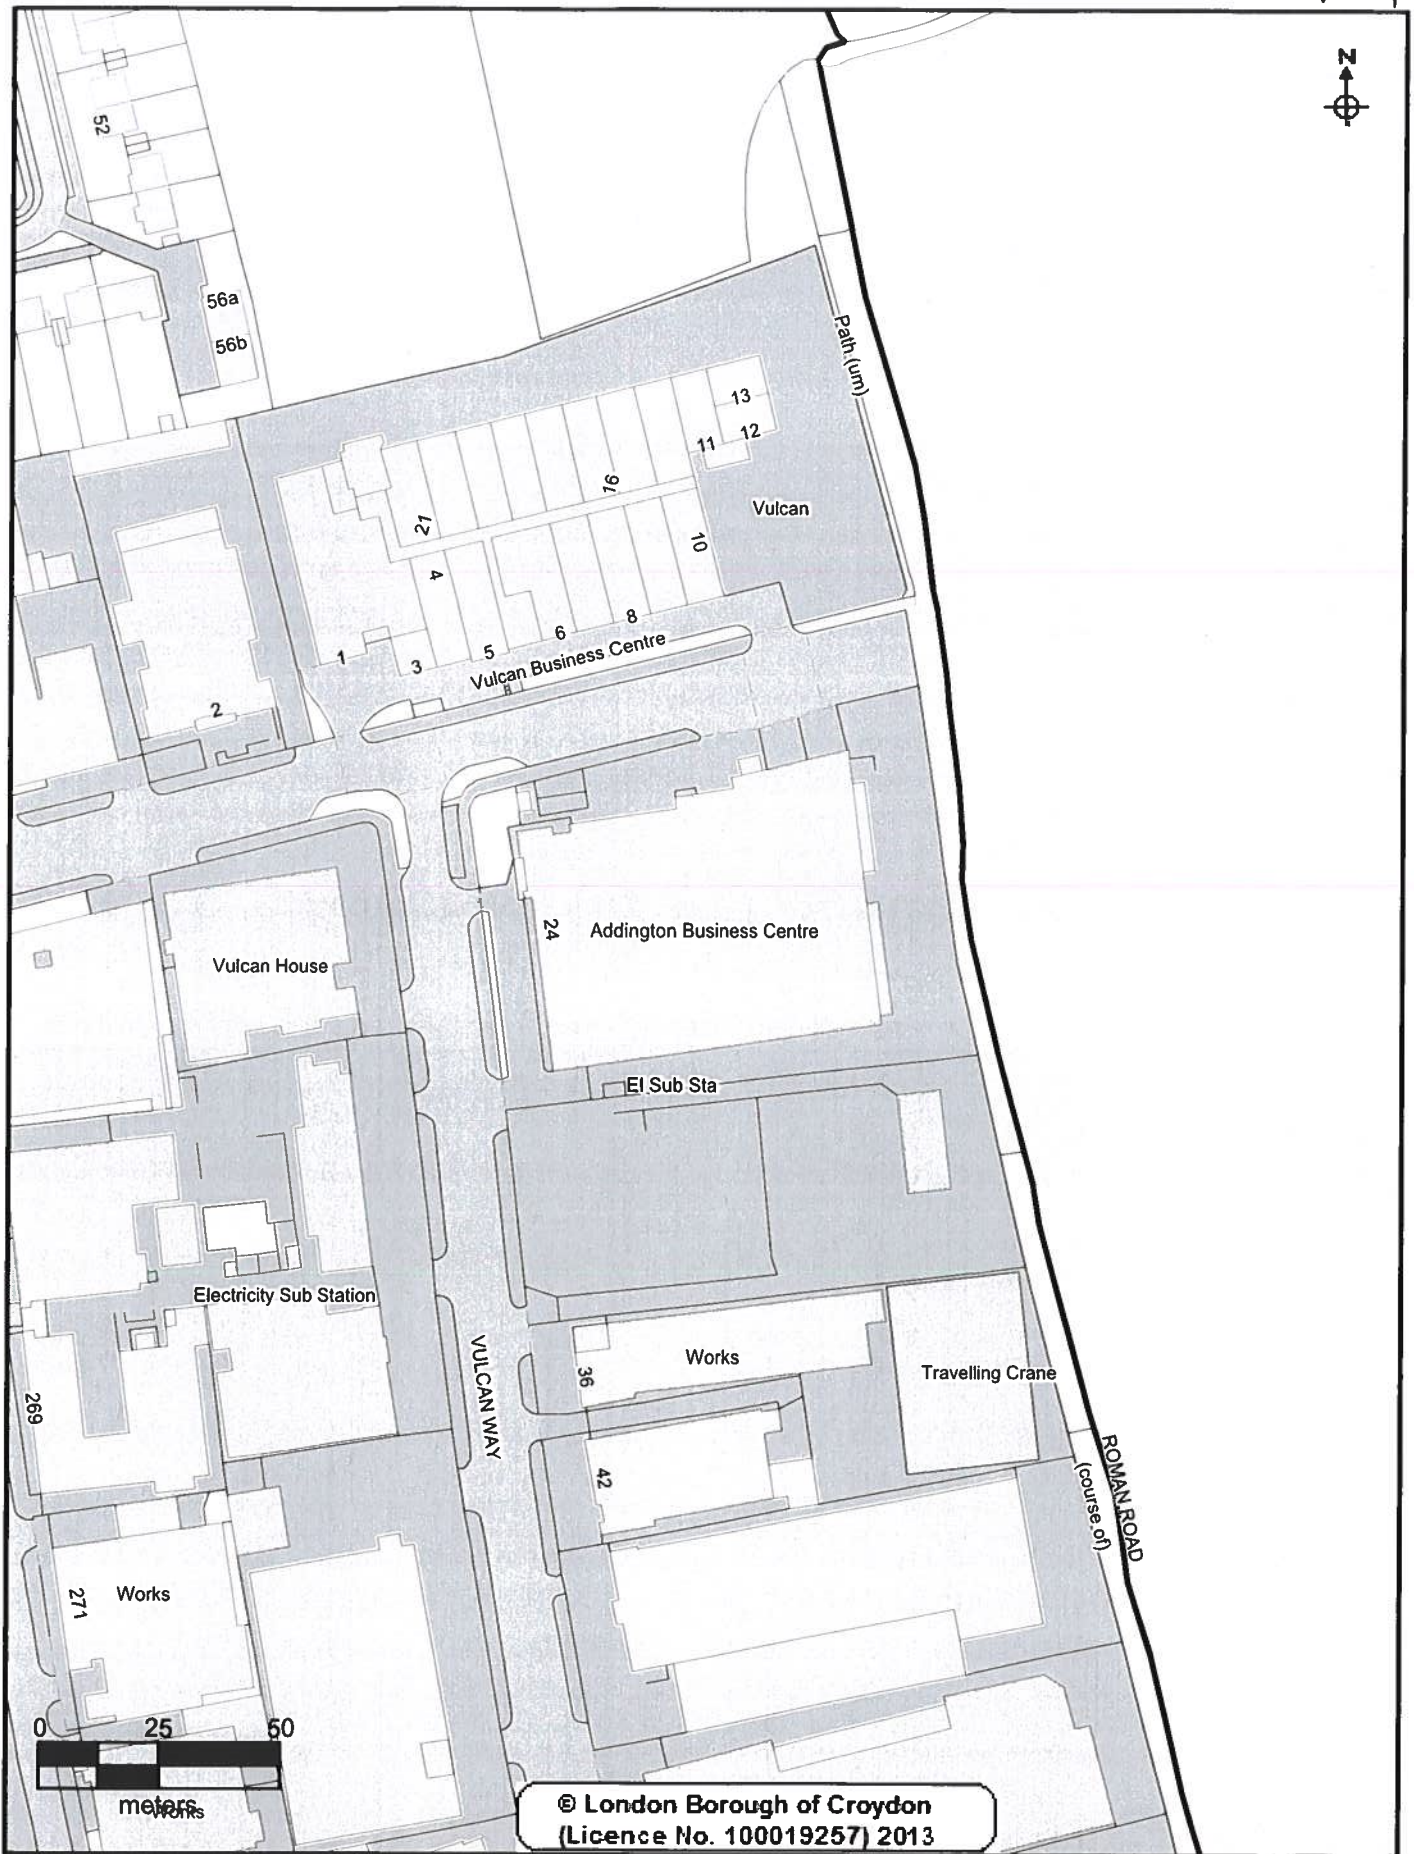 N
52
56a
56b
Path (um)
13
12
11
16
Vulcan
21
10
4
8
6
5
3
1
Vulcan Business Centre
2
24
Addington Business Centre
Vulcan House
El Sub Sta
Electricity Sub Station
VULCAN WAY
36
Works
Travelling Crane
269
42
ROMAN ROAD
(course of)
271
Works
0 25 50
meters
Works
© London Borough of Croydon
(Licence No. 100019257) 2013